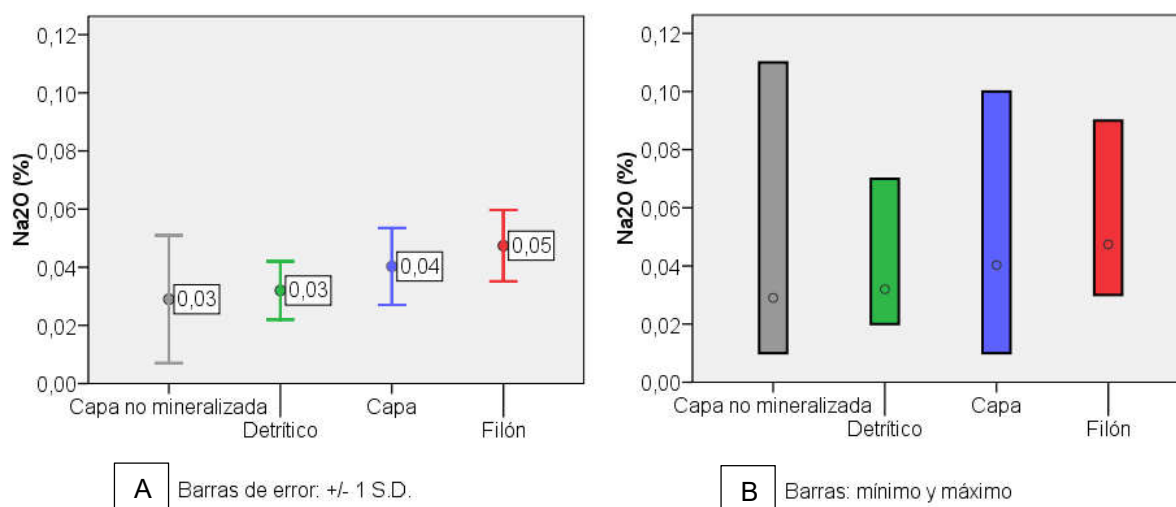 Na2O (%)
0,12
0,10
0,08
0,06
0,04
0,02
0,00
0,03
0,03
0,04
0,05
Capa no mineralizada
Detrítico
Capa
Filón
A
Barras de error: +/- 1 S.D.
Na2O (%)
0,12
0,10
0,08
0,06
0,04
0,02
0,00
Capa no mineralizada
Detrítico
Capa
Filón
B
Barras: mínimo y máximo